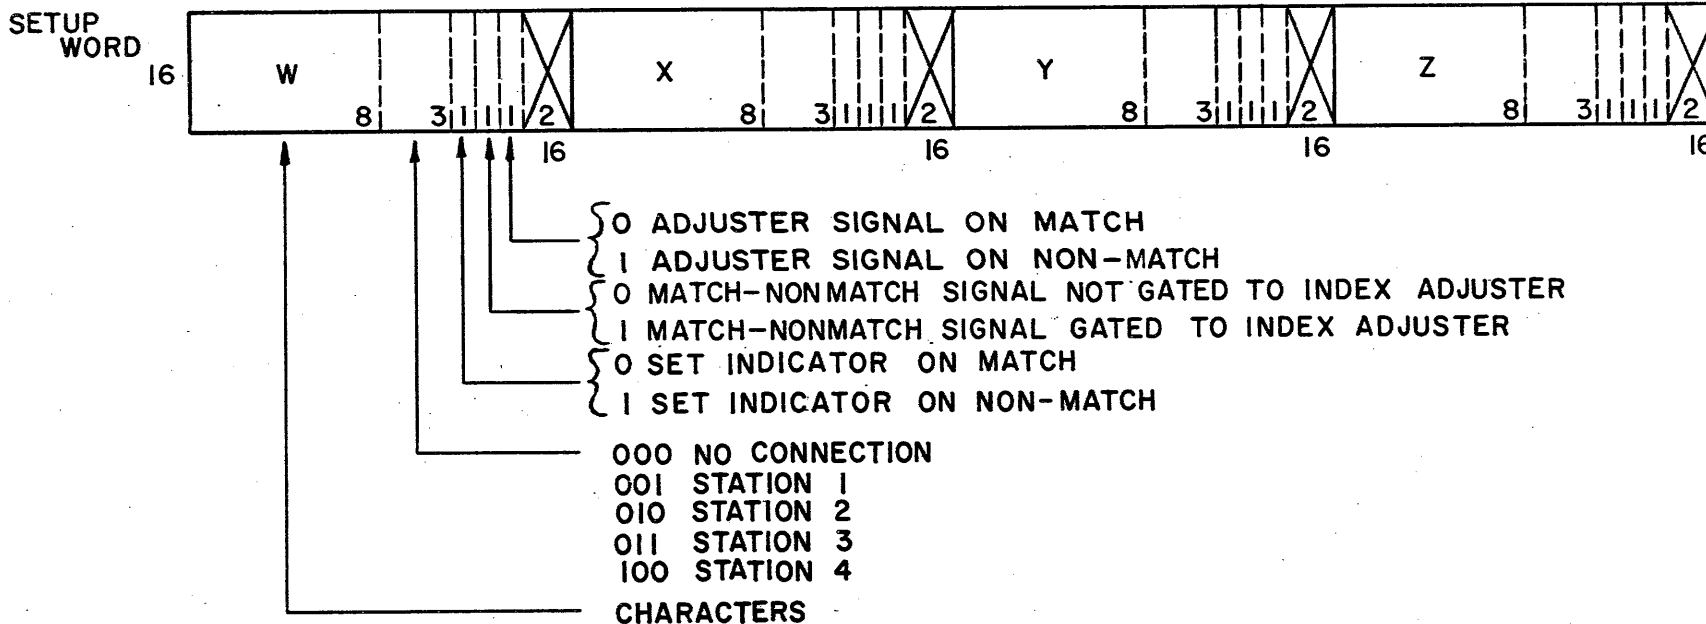 SETUP
WORD
16 W X Y Z
8 3 1 1 1 2 8 3 1 1 1 2 8 3 1 1 1 2 8 3 1 1 1 2
16 16 16 16
0 ADJUSTER SIGNAL ON MATCH
1 ADJUSTER SIGNAL ON NON-MATCH
0 MATCH-NONMATCH SIGNAL NOT GATED TO INDEX ADJUSTER
1 MATCH-NONMATCH SIGNAL GATED TO INDEX ADJUSTER
0 SET INDICATOR ON MATCH
1 SET INDICATOR ON NON-MATCH
000 NO CONNECTION
001 STATION 1
010 STATION 2
011 STATION 3
100 STATION 4
CHARACTERS